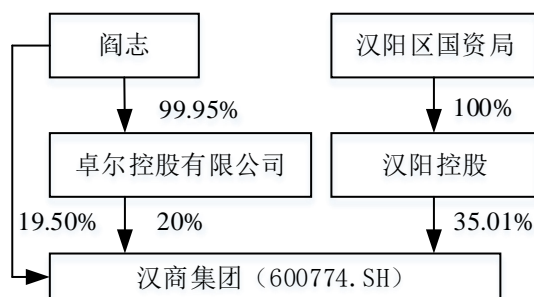 阎志
汉阳区国资局
99.95%
100%
卓尔控股有限公司
汉阳控股
19.50%
20%
35.01%
汉商集团（600774.SH）